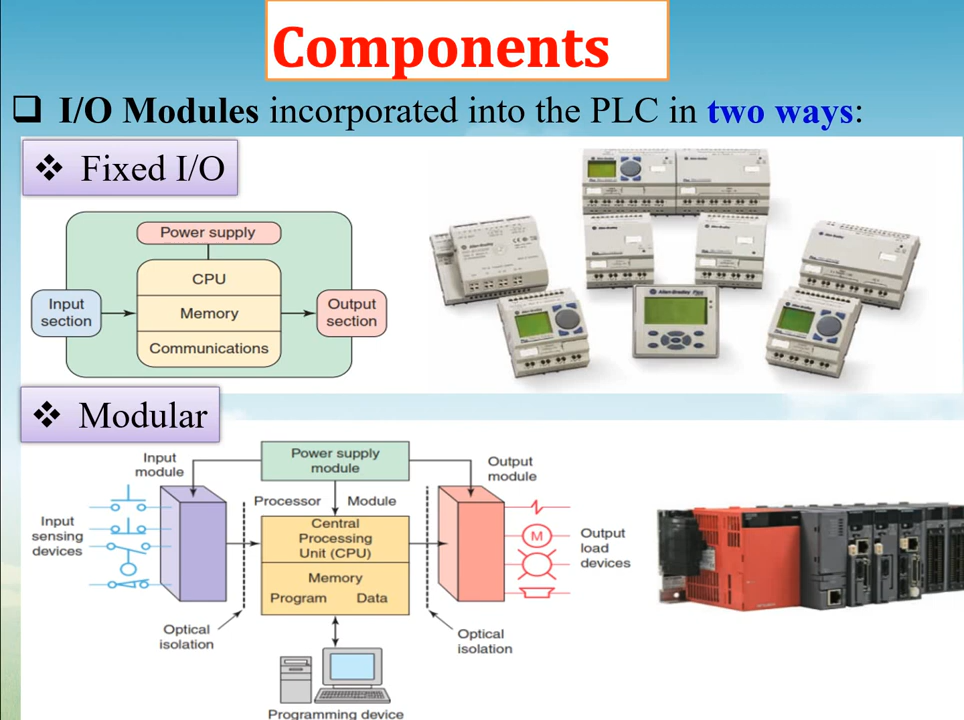 Components
❑ I/O Modules incorporated into the PLC in two ways:
❖ Fixed I/O
Power supply
CPU
Input
section
Memory
Output
section
Communications
Allen-Bradley
❖ Modular
Input
module
Power supply
module
Output
module
Processor
Module
Input
sensing
devices
Central
Processing
Unit (CPU)
Memory
Program
Data
M
Output
load
devices
Optical
isolation
Optical
isolation
Programming device